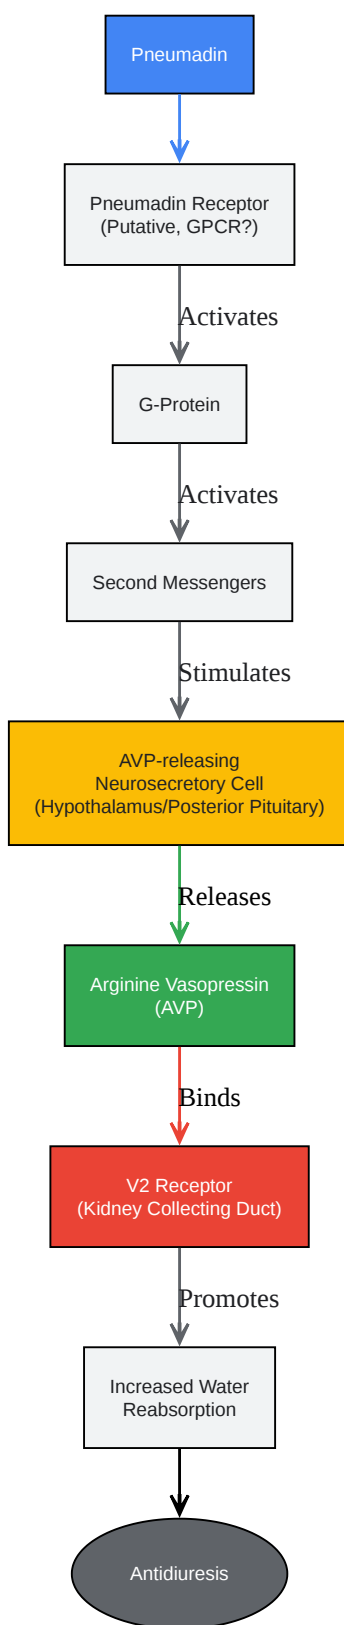 Pneumadin
Pneumadin Receptor
(Putative, GPCR?)
Activates
G-Protein
Activates
Second Messengers
Stimulates
AVP-releasing
Neurosecretory Cell
(Hypothalamus/Posterior Pituitary)
Releases
Arginine Vasopressin
(AVP)
Binds
V2 Receptor
(Kidney Collecting Duct)
Promotes
Increased Water
Reabsorption
Antidiuresis